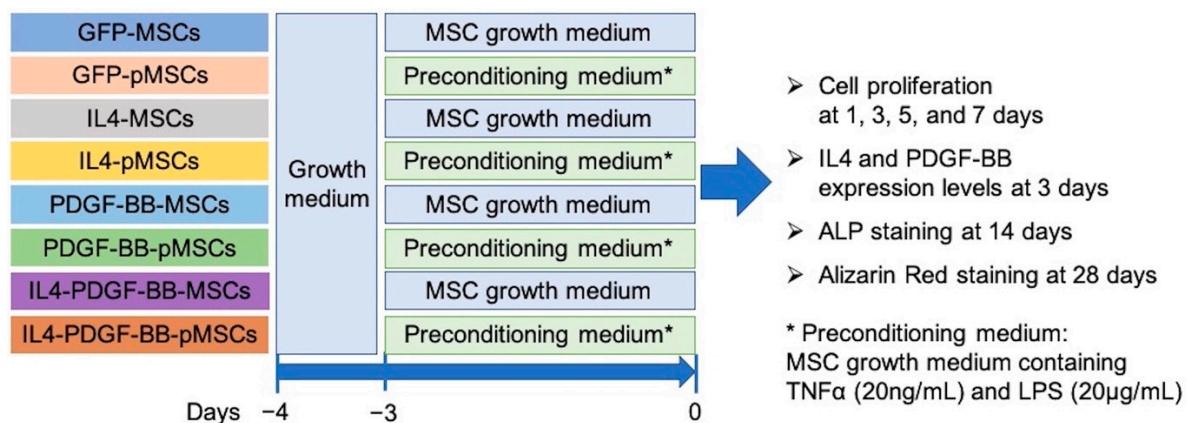 GFP-MSCs
GFP-pMSCs
IL4-MSCs
IL4-pMSCs
PDGF-BB-MSCs
PDGF-BB-pMSCs
IL4-PDGF-BB-MSCs
IL4-PDGF-BB-pMSCs
Growth
medium
MSC growth medium
Preconditioning medium*
MSC growth medium
Preconditioning medium*
MSC growth medium
Preconditioning medium*
MSC growth medium
Preconditioning medium*
Days −4 −3 0
➢ Cell proliferation
at 1, 3, 5, and 7 days
➢ IL4 and PDGF-BB
expression levels at 3 days
➢ ALP staining at 14 days
➢ Alizarin Red staining at 28 days
* Preconditioning medium:
MSC growth medium containing
TNFα (20ng/mL) and LPS (20μg/mL)